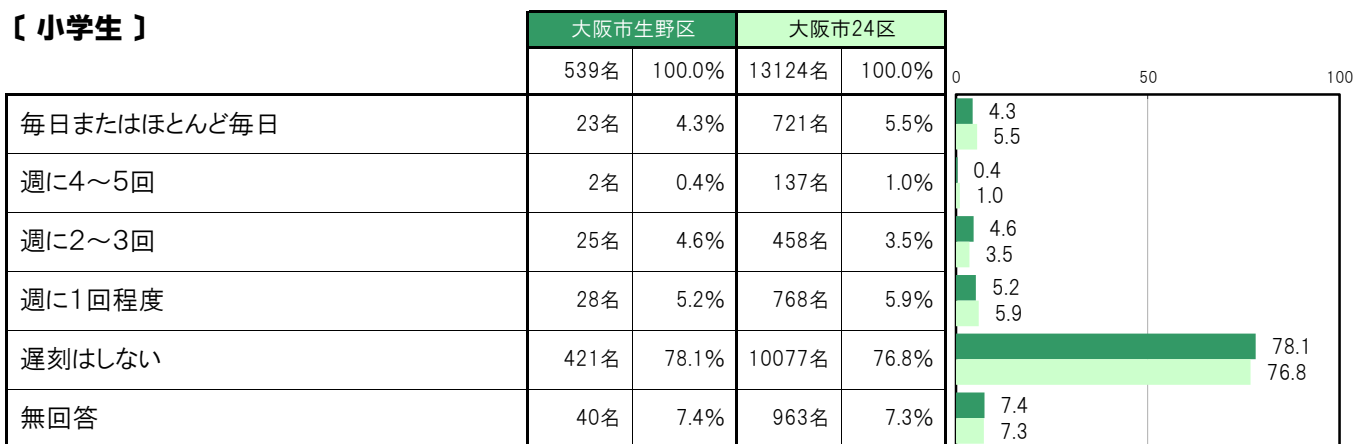 〔 小学生 〕
大阪市生野区 大阪市24区
539名 100.0% 13124名 100.0%
0 50 100
毎日またはほとんど毎日 23名 4.3% 721名 5.5%
4.3
5.5
週に4～5回 2名 0.4% 137名 1.0%
0.4
1.0
週に2～3回 25名 4.6% 458名 3.5%
4.6
3.5
週に1回程度 28名 5.2% 768名 5.9%
5.2
5.9
遅刻はしない 421名 78.1% 10077名 76.8%
78.1
76.8
無回答 40名 7.4% 963名 7.3%
7.4
7.3